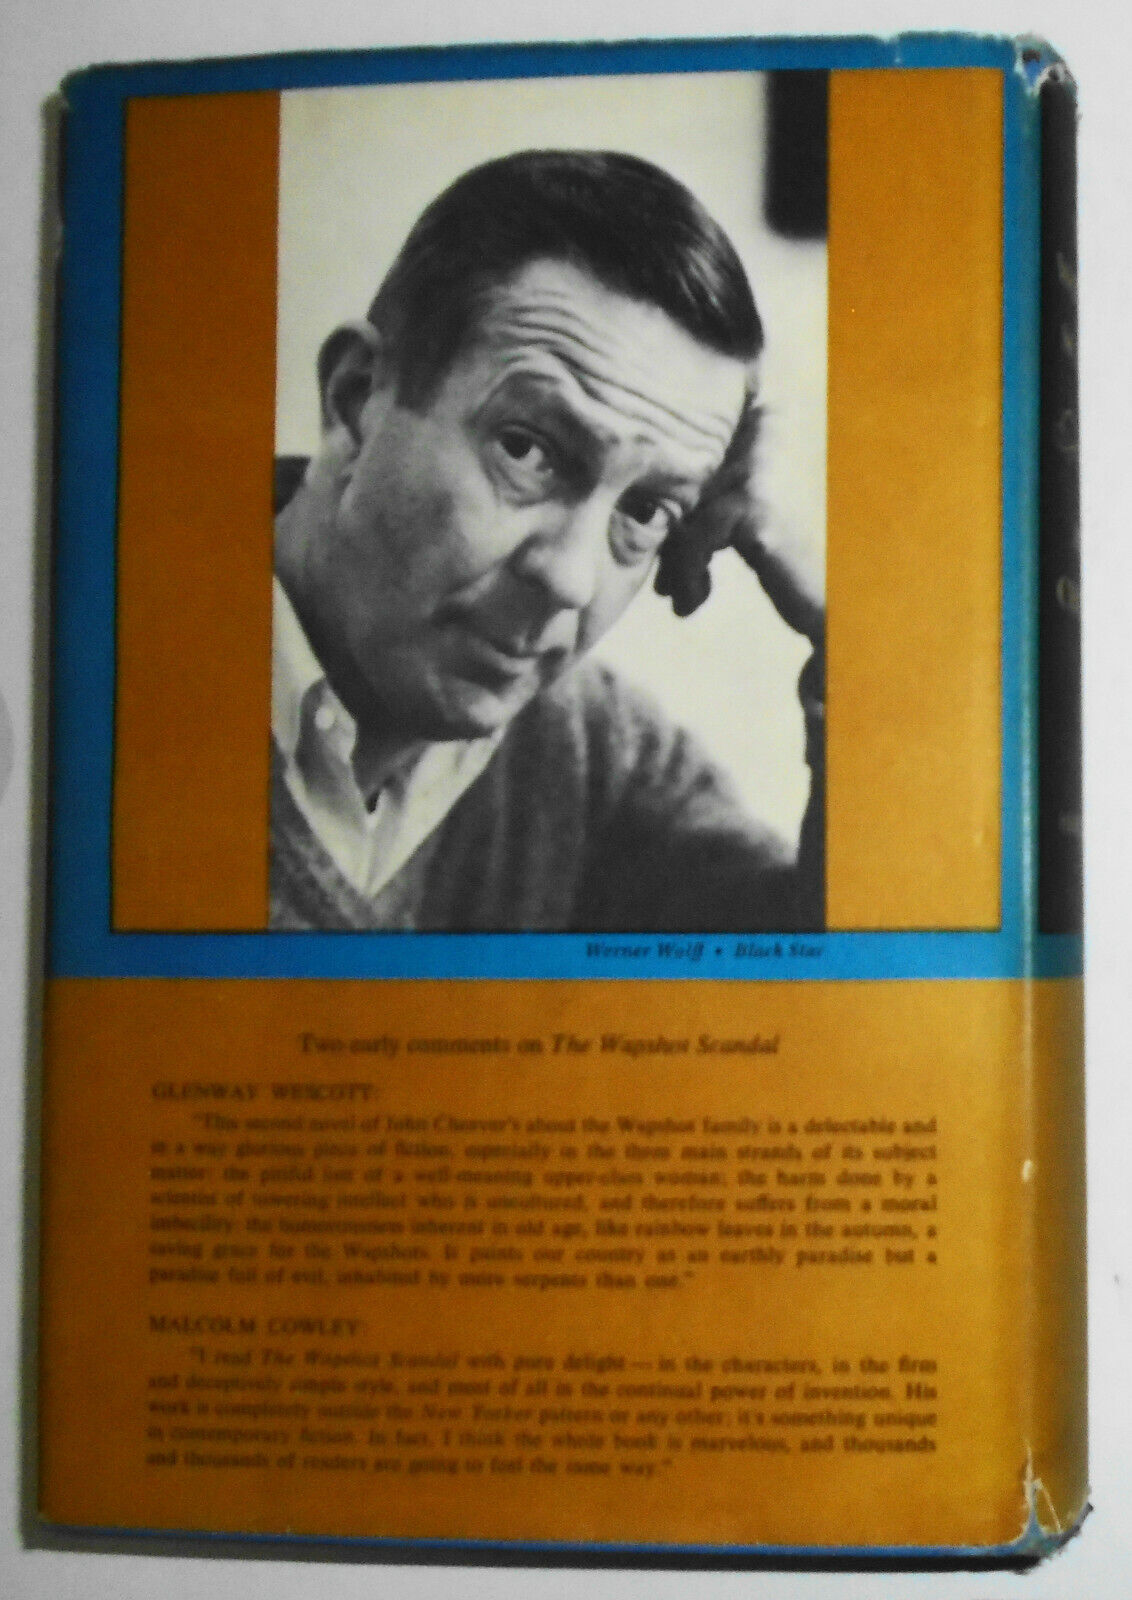 Werner Wolff • Black Star
Two early comments on The Wapshot Scandal
GLENWAY WESCOTT:
"This second novel of John Cheever's about the Wapshot family is a delectable and
in a way glorious piece of fiction, especially in the three main strands of its subject
matter: the pitiful lust of a well-meaning upper-class woman; the harm done by a
scientist of towering intellect who is uncultured, and therefore suffers from a moral
imbecility; the humorousness inherent in old age, like rainbow leaves in the autumn, a
saving grace for the Wapshots. It paints our country as an earthly paradise but a
paradise full of evil, inhabited by more serpents than one."
MALCOLM COWLEY:
"I read The Wapshot Scandal with pure delight — in the characters, in the firm
and deceptively simple style, and most of all in the continual power of invention. His
work is completely outside the New Yorker pattern or any other; it's something unique
in contemporary fiction. In fact, I think the whole book is marvelous, and thousands
and thousands of readers are going to feel the same way."